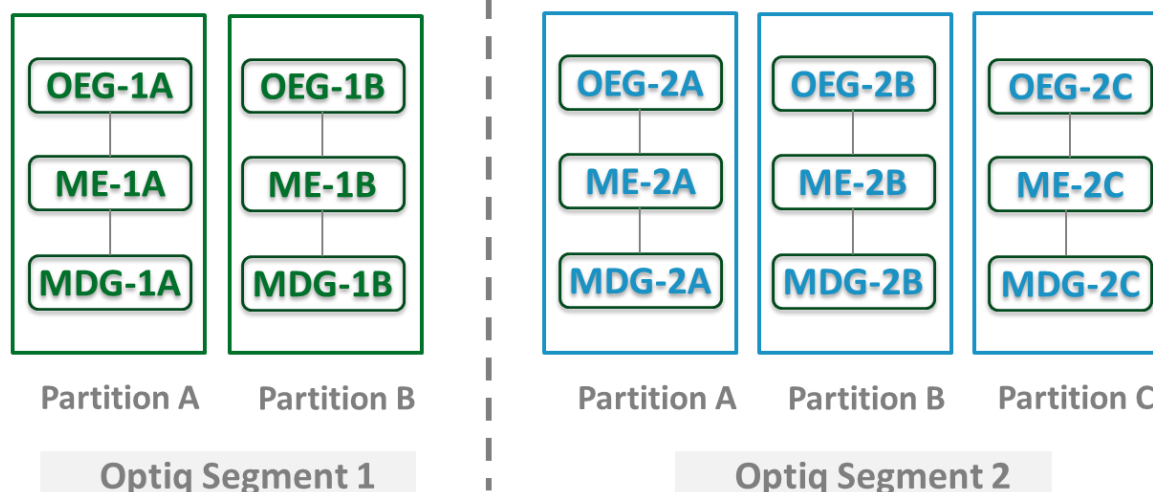 OEG-1A
ME-1A
MDG-1A
Partition A
OEG-1B
ME-1B
MDG-1B
Partition B
Optiq Segment 1
OEG-2A
ME-2A
MDG-2A
Partition A
OEG-2B
ME-2B
MDG-2B
Partition B
OEG-2C
ME-2C
MDG-2C
Partition C
Optiq Segment 2